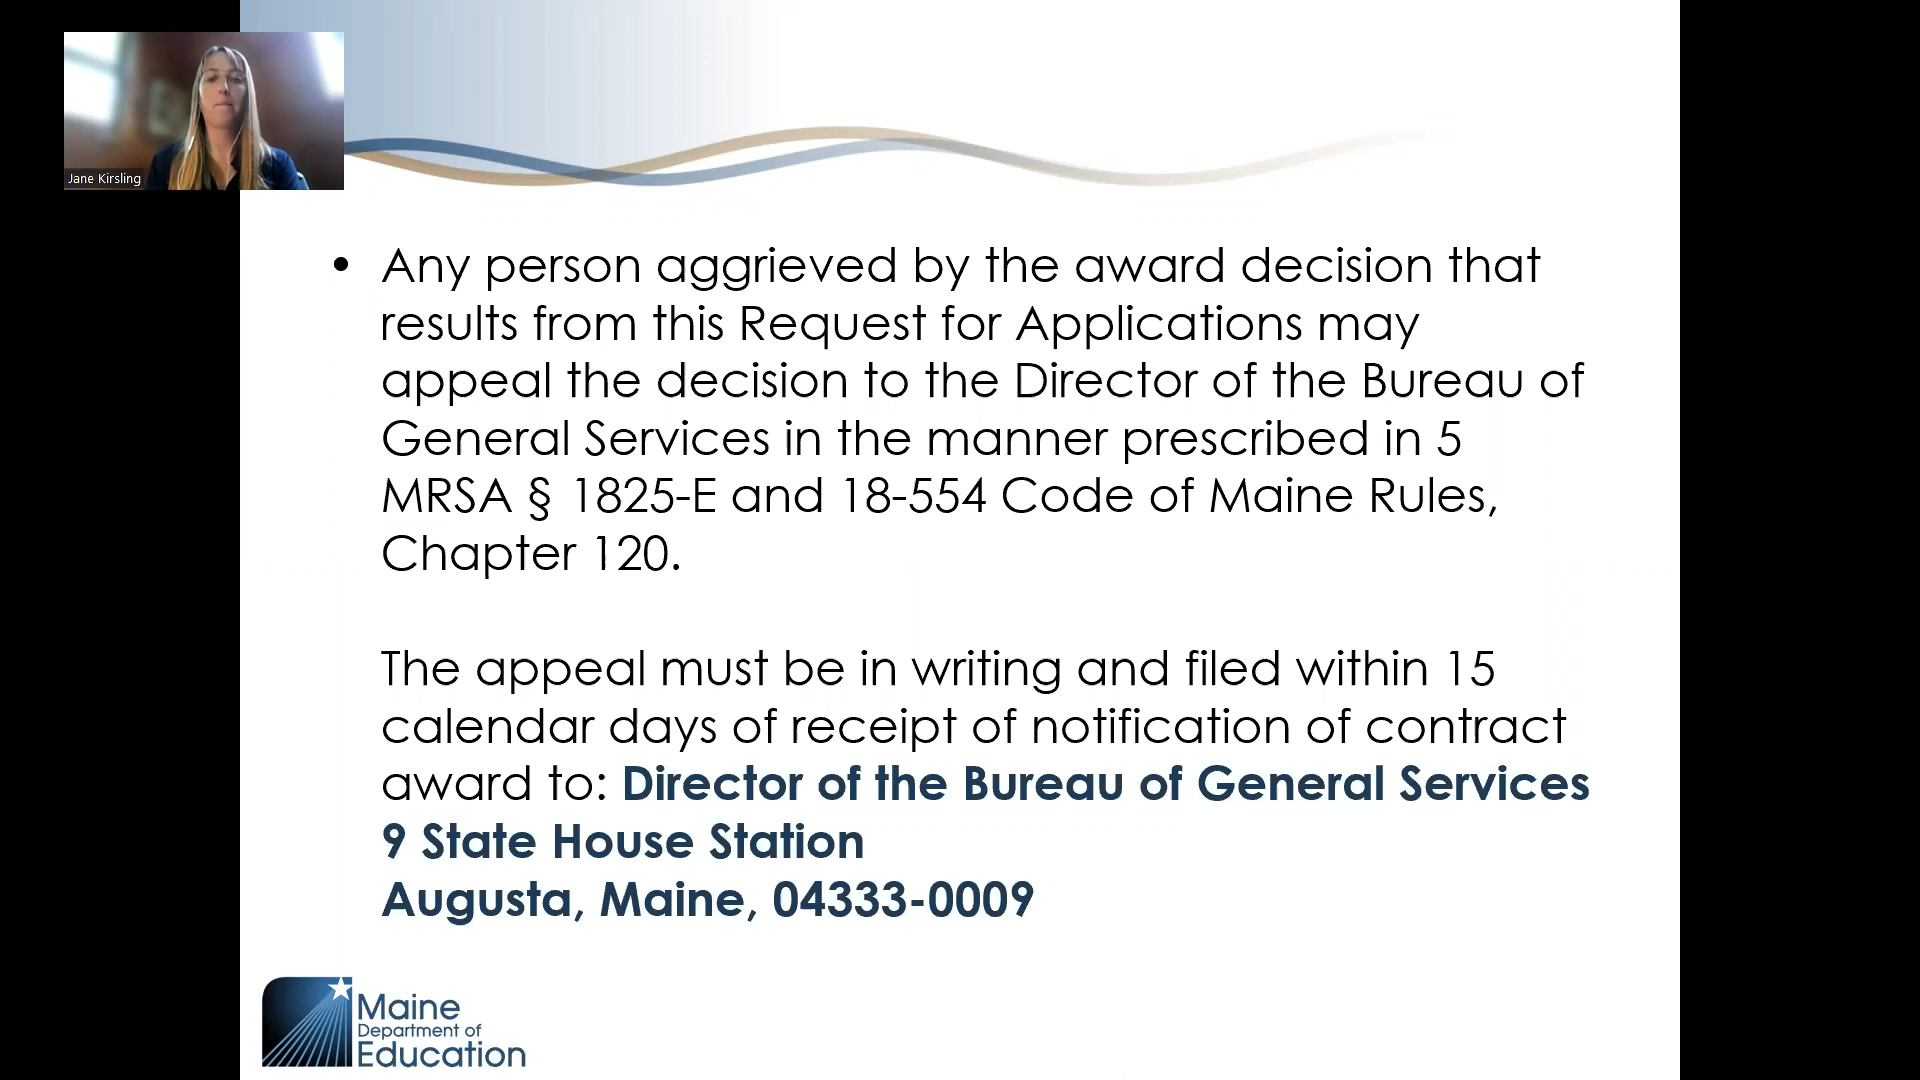 Jane Kirsling
• Any person aggrieved by the award decision that
results from this Request for Applications may
appeal the decision to the Director of the Bureau of
General Services in the manner prescribed in 5
MRSA § 1825-E and 18-554 Code of Maine Rules,
Chapter 120.
The appeal must be in writing and filed within 15
calendar days of receipt of notification of contract
award to: Director of the Bureau of General Services
9 State House Station
Augusta, Maine, 04333-0009
Maine
Department of
Education